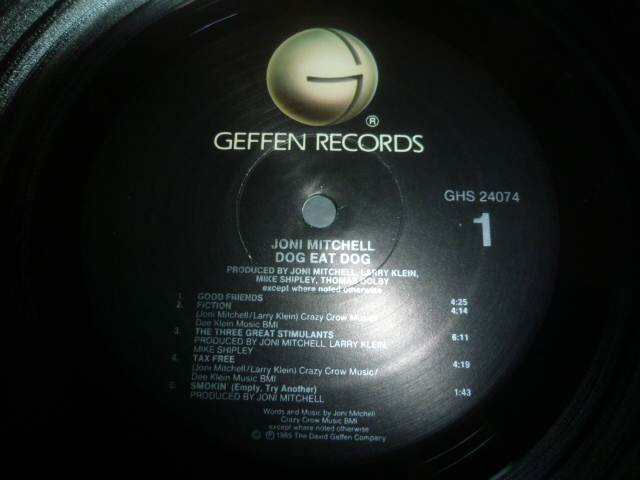 ®
GEFFEN RECORDS
GHS 24074
1
JONI MITCHELL
DOG EAT DOG
PRODUCED BY JONI MITCHELL, LARRY KLEIN,
MIKE SHIPLEY, THOMAS DOLBY
except where noted otherwise
1. GOOD FRIENDS 4:25
2. FICTION 4:14
(Joni Mitchell/Larry Klein) Crazy Crow Music/
Dee Klein Music BMI
3. THE THREE GREAT STIMULANTS 6:11
PRODUCED BY JONI MITCHELL, LARRY KLEIN,
MIKE SHIPLEY
4. TAX FREE 4:19
(Joni Mitchell/Larry Klein) Crazy Crow Music/
Dee Klein Music BMI
5. SMOKIN' (Empty, Try Another) 1:43
PRODUCED BY JONI MITCHELL
Words and Music by Joni Mitchell
Crazy Crow Music BMI
except where noted otherwise
© ℗ 1985 The David Geffen Company